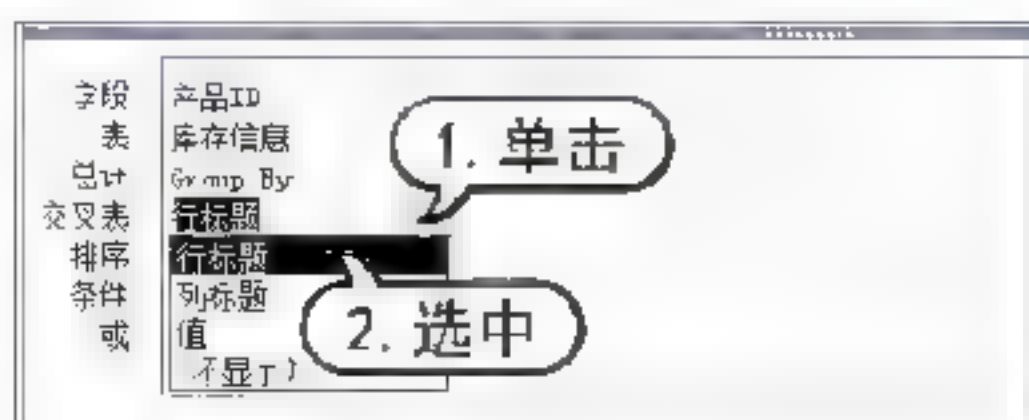 字段 产品ID
表 库存信息
总计 Group By
交叉表 行标题
排序 行标题
条件 列标题
或 值
不显示)
1. 单击
2. 选中